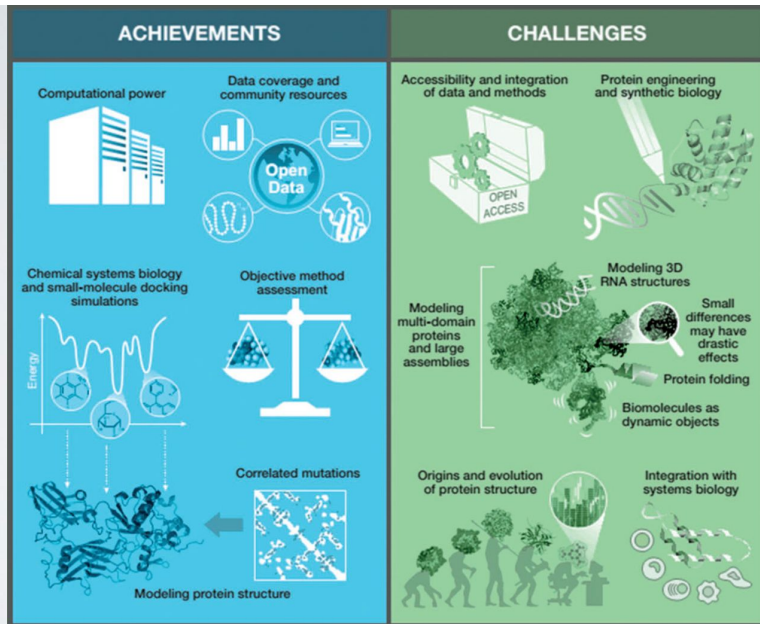 ACHIEVEMENTS
Computational power
Data coverage and
community resources
Open
Data
Chemical systems biology
and small-molecule docking
simulations
Energy
Objective method
assessment
Correlated mutations
Modeling protein structure
CHALLENGES
Accessibility and integration
of data and methods
OPEN
ACCESS
Protein engineering
and synthetic biology
Modeling
multi-domain
proteins
and large
assemblies
Modeling 3D
RNA structures
Small
differences
may have
drastic
effects
Protein folding
Biomolecules as
dynamic objects
Origins and evolution
of protein structure
Integration with
systems biology